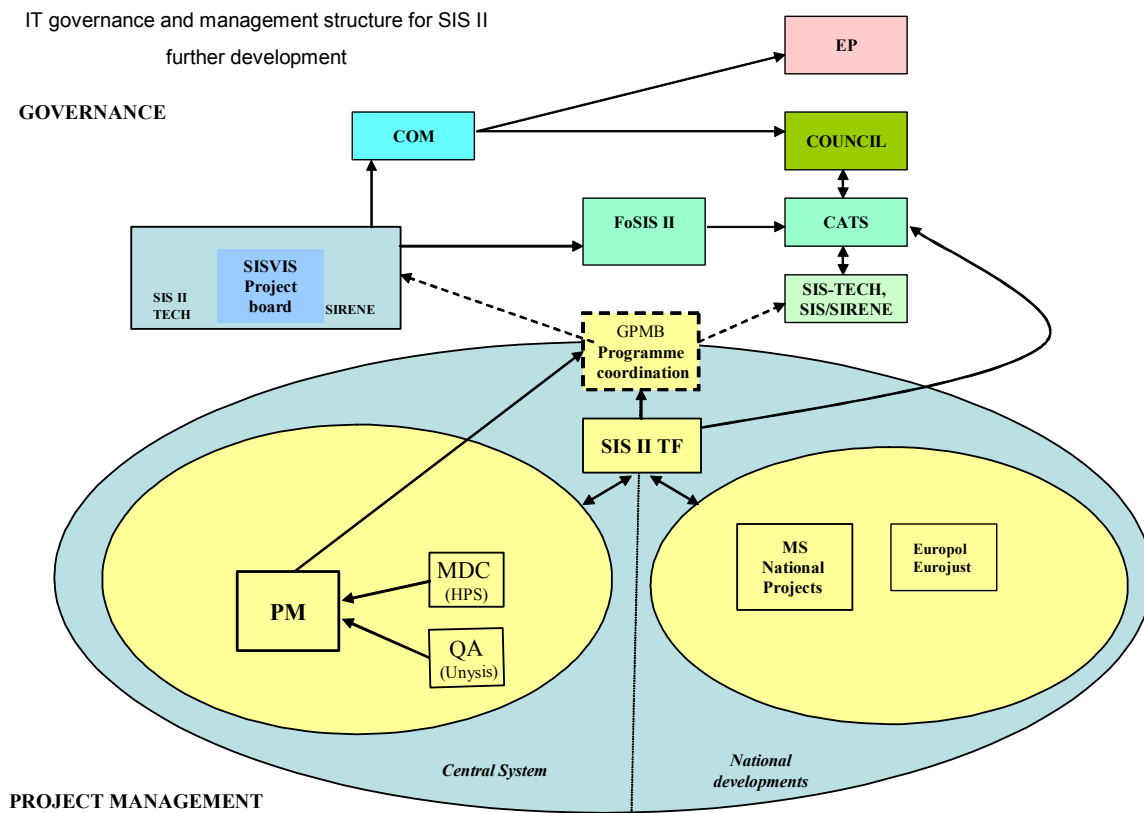 IT governance and management structure for SIS II
further development
EP
GOVERNANCE
COM
COUNCIL
FoSIS II
CATS
SISVIS
Project
board
SIS II
TECH
SIRENE
SIS-TECH,
SIS/SIRENE
GPMB
Programme
coordination
SIS II TF
MS
National
Projects
Europol
Eurojust
MDC
(HPS)
PM
QA
(Unysis)
Central System
National
developments
PROJECT MANAGEMENT